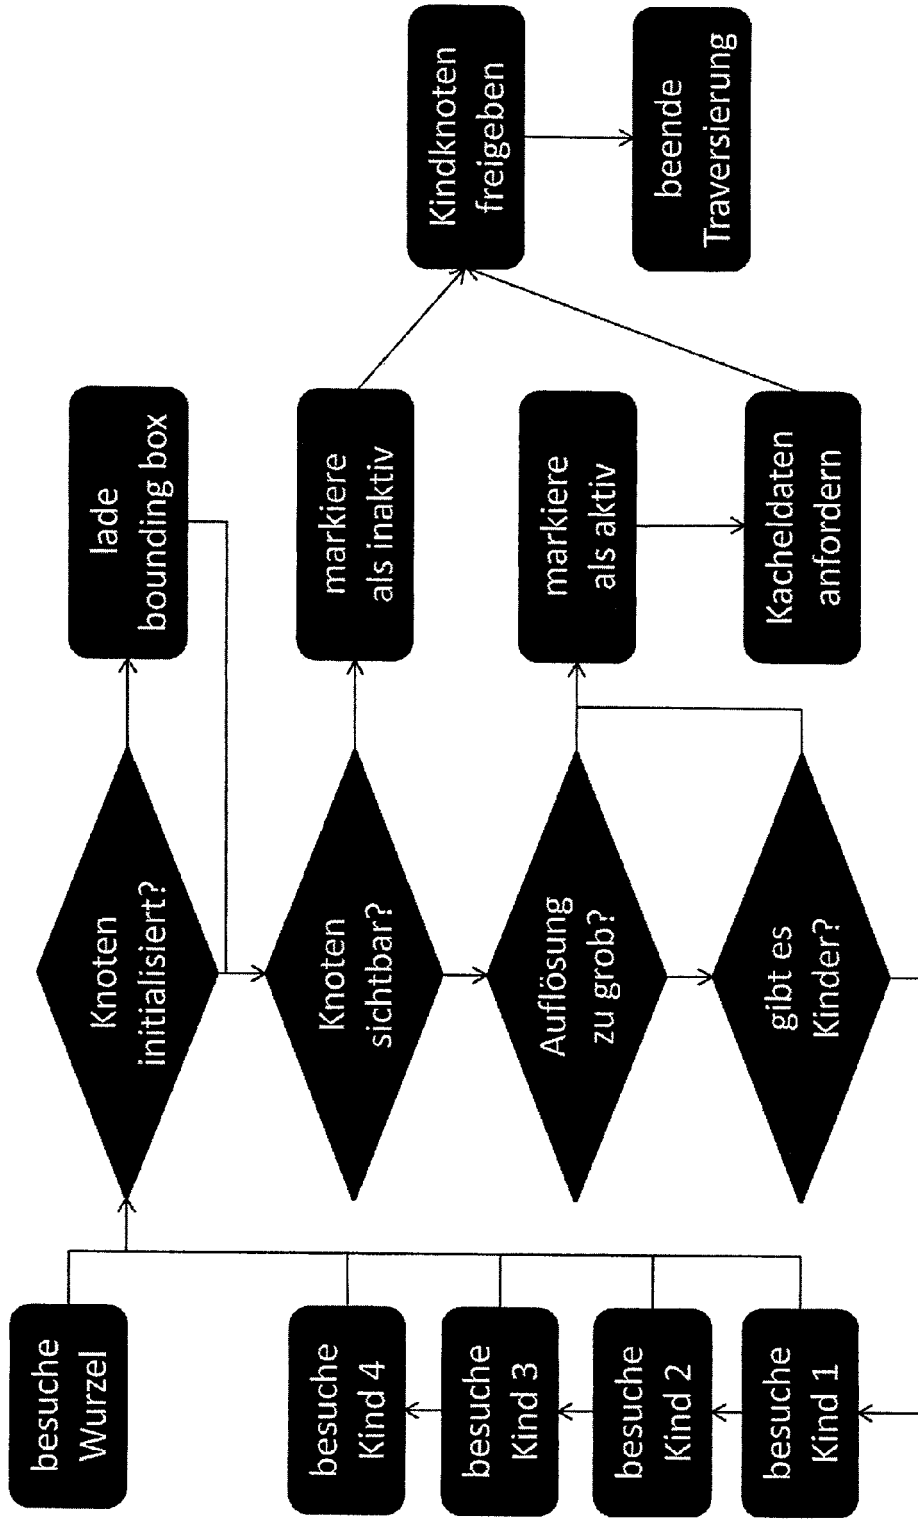 besuche
Wurzel
Knoten
initialisiert?
lade
bounding box
besuche
Kind 4
Knoten
sichtbar?
markiere
als inaktiv
Kindknoten
freigeben
besuche
Kind 3
Auflösung
zu grob?
markiere
als aktiv
beende
Traversierung
besuche
Kind 2
besuche
Kind 1
gibt es
Kinder?
Kacheldaten
anfordern